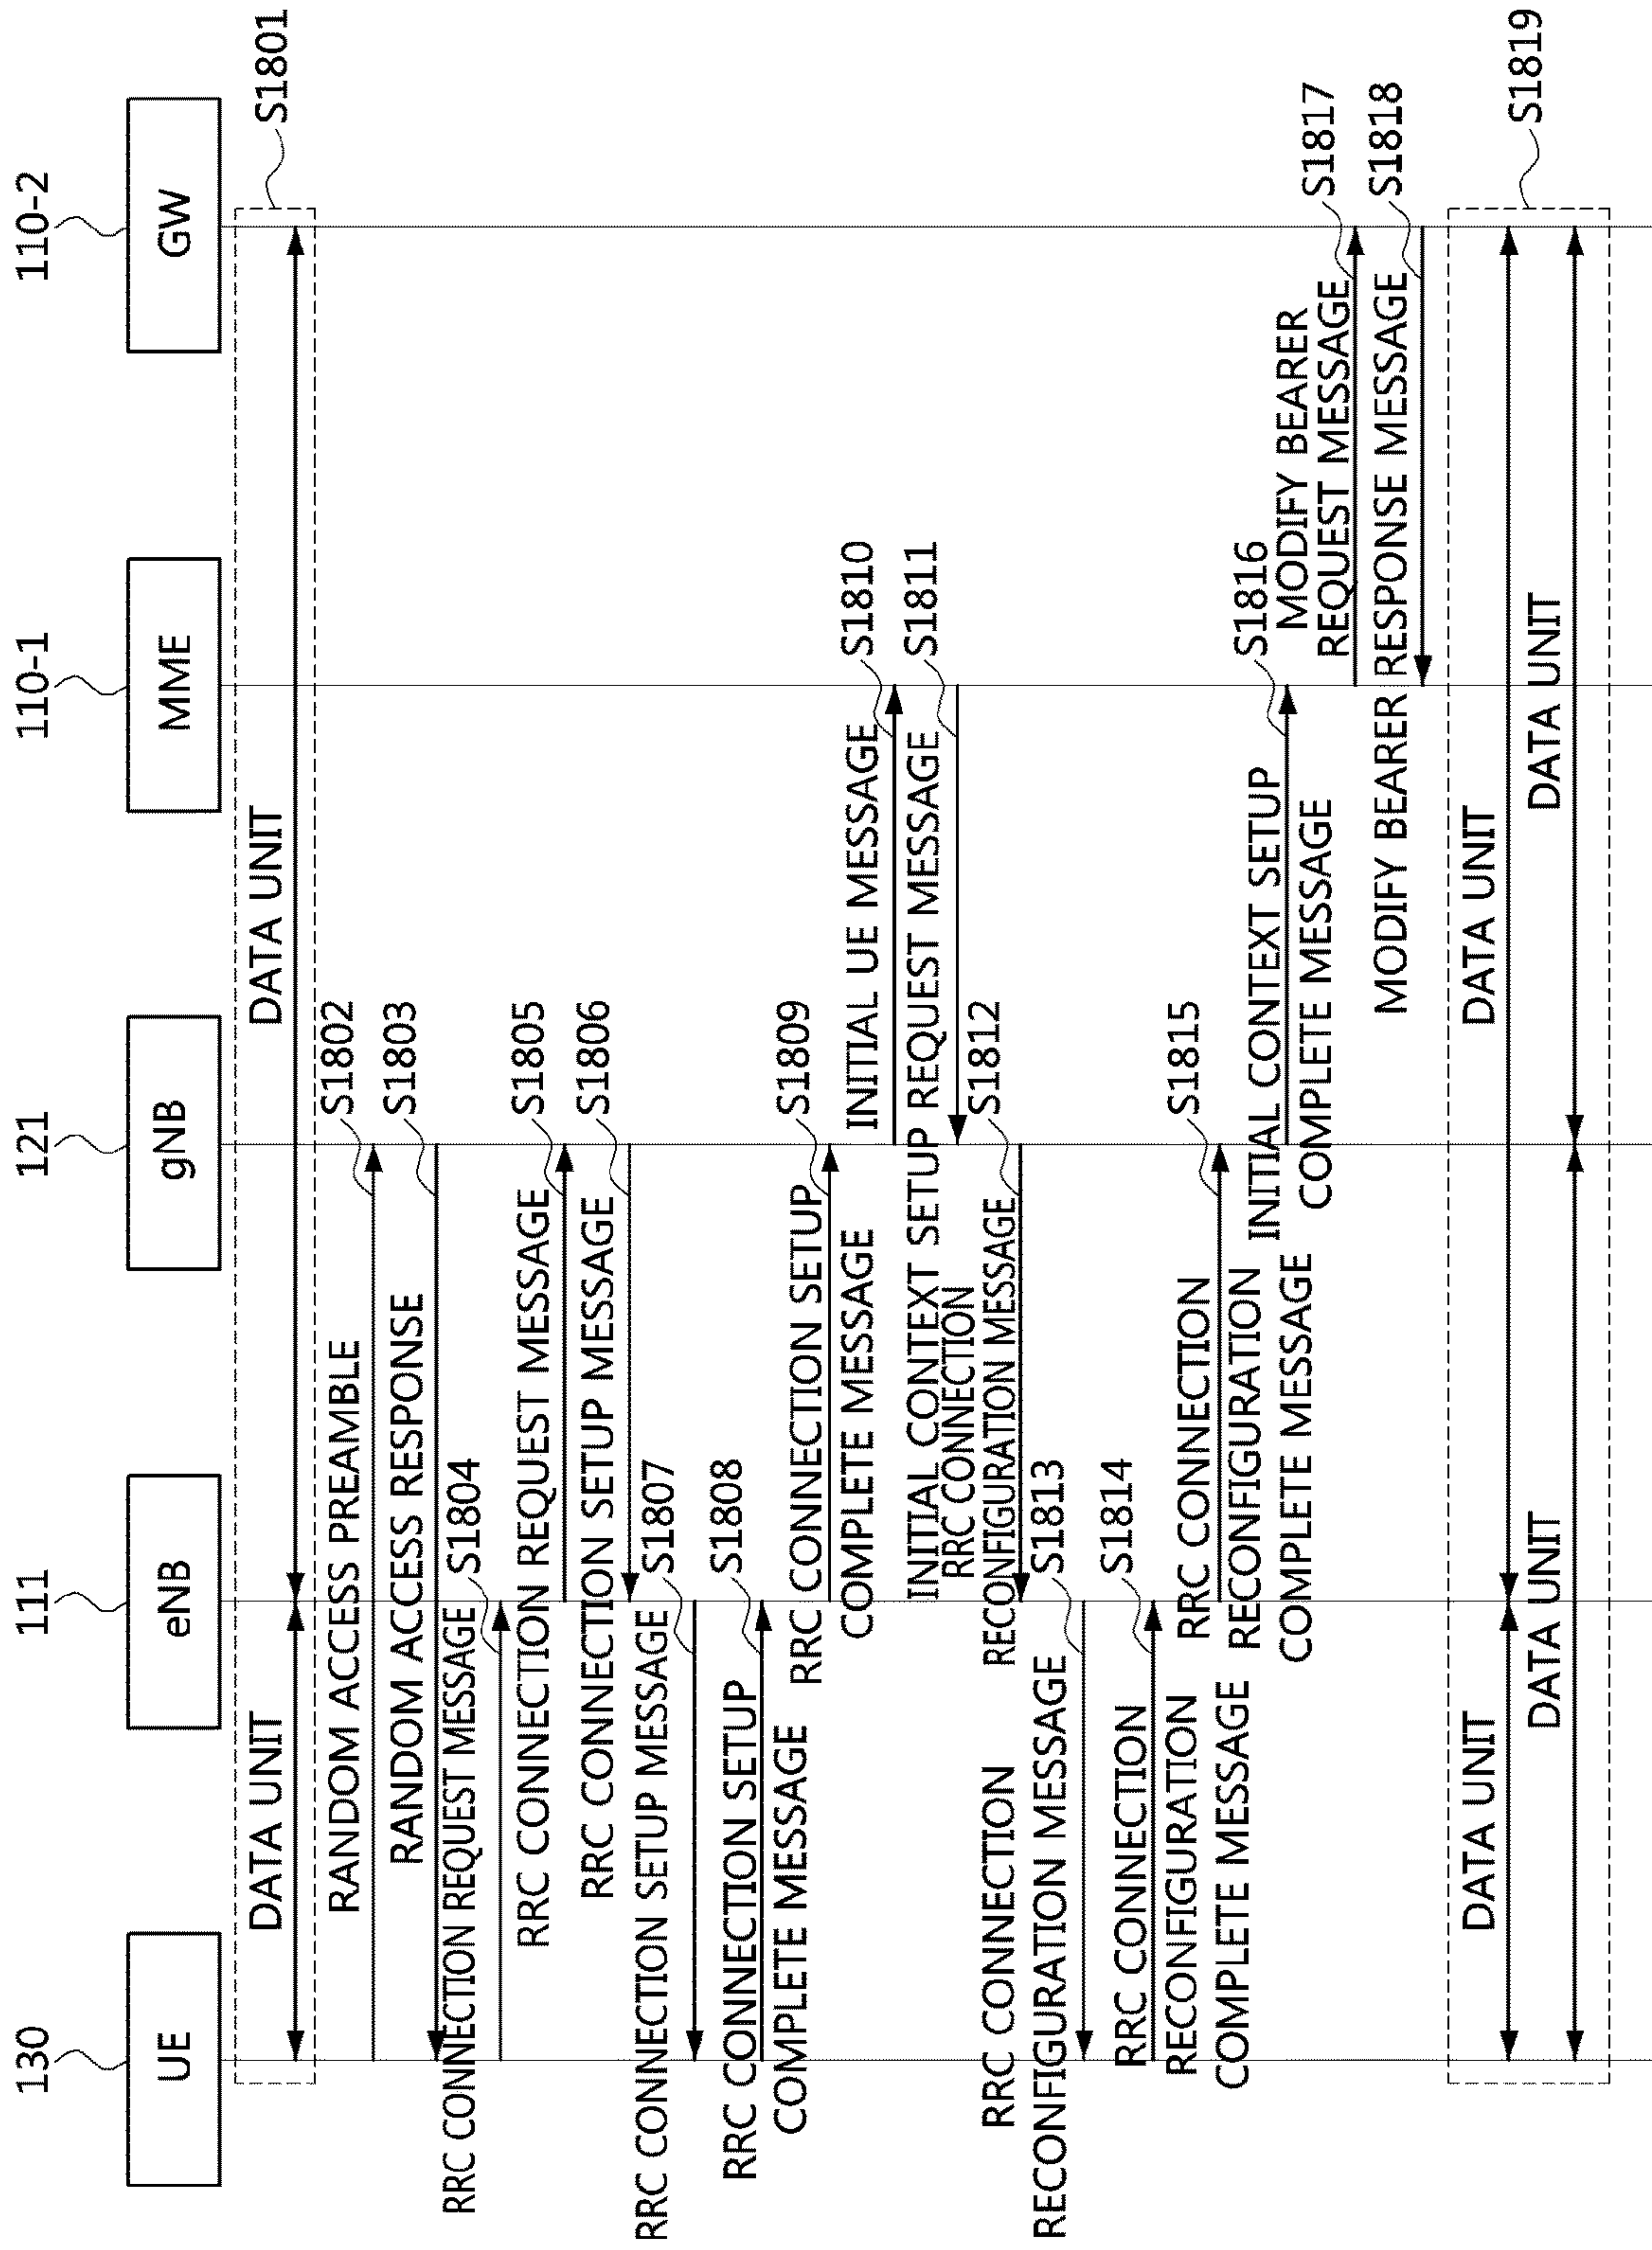 130
111
121
110-1
110-2
UE
eNB
gNB
MME
GW
S1801
DATA UNIT
DATA UNIT
RANDOM ACCESS PREAMBLE
S1802
RANDOM ACCESS RESPONSE
S1803
RRC CONNECTION REQUEST MESSAGE
S1804
RRC CONNECTION REQUEST MESSAGE
S1805
RRC CONNECTION SETUP MESSAGE
S1806
RRC CONNECTION SETUP MESSAGE
S1807
RRC CONNECTION SETUP
COMPLETE MESSAGE
S1808
RRC CONNECTION SETUP
COMPLETE MESSAGE
S1809
INITIAL UE MESSAGE
S1810
INITIAL CONTEXT SETUP REQUEST MESSAGE
S1811
RRC CONNECTION
RECONFIGURATION MESSAGE
S1812
RRC CONNECTION
RECONFIGURATION MESSAGE
S1813
RRC CONNECTION
RECONFIGURATION
COMPLETE MESSAGE
S1814
RRC CONNECTION
RECONFIGURATION
COMPLETE MESSAGE
S1815
INITIAL CONTEXT SETUP
COMPLETE MESSAGE
S1816
MODIFY BEARER
REQUEST MESSAGE
S1817
MODIFY BEARER RESPONSE MESSAGE
S1818
DATA UNIT
DATA UNIT
DATA UNIT
DATA UNIT
S1819